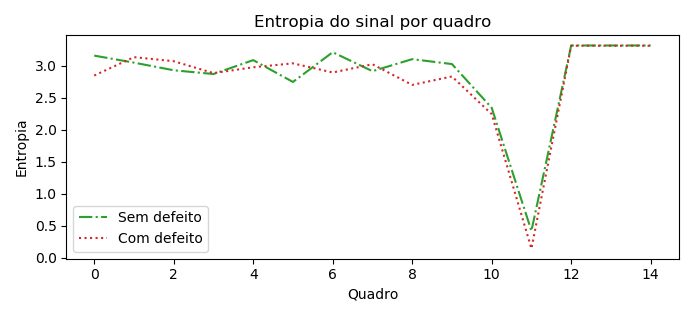 Entropia do sinal por quadro
Entropia
3.0
2.5
2.0
1.5
1.0
0.5
0.0
Sem defeito
Com defeito
0 2 4 6 8 10 12 14
Quadro